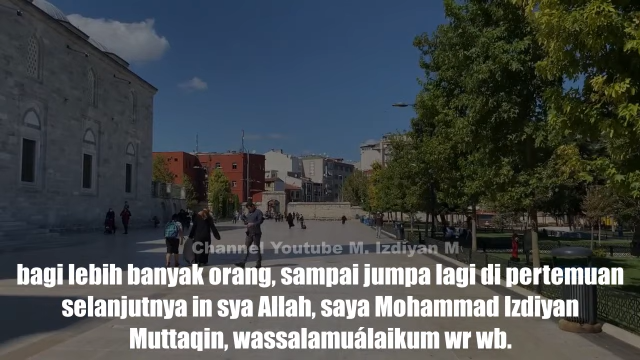 Channel Youtube M. Izdiyan M
bagi lebih banyak orang, sampai jumpa lagi di pertemuan
selanjutnya in sya Allah, saya Mohammad Izdiyan
Muttaqin, wassalamuálaikum wr wb.